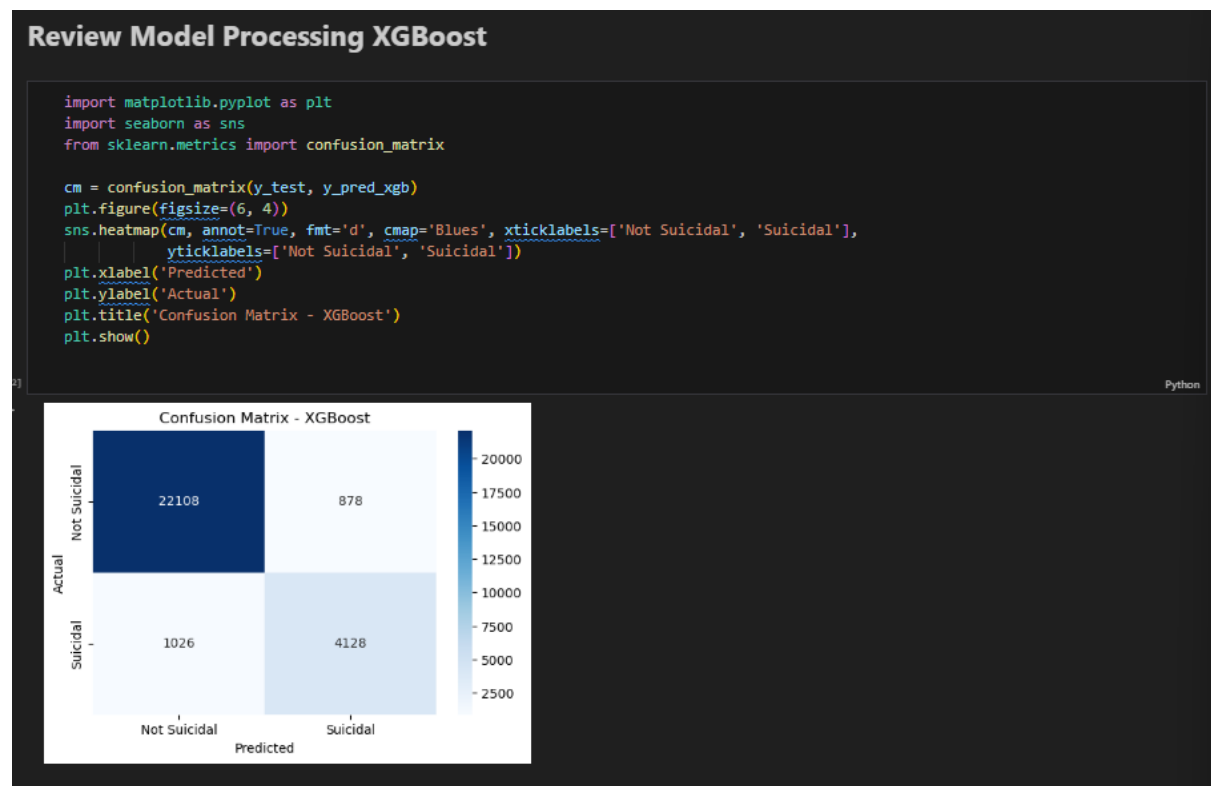 Review Model Processing XGBoost
import matplotlib.pyplot as plt
import seaborn as sns
from sklearn.metrics import confusion_matrix
cm = confusion_matrix(y_test, y_pred_xgb)
plt.figure(figsize=(6, 4))
sns.heatmap(cm, annot=True, fmt='d', cmap='Blues', xticklabels=['Not Suicidal', 'Suicidal'],
yticklabels=['Not Suicidal', 'Suicidal'])
plt.xlabel('Predicted')
plt.ylabel('Actual')
plt.title('Confusion Matrix - XGBoost')
plt.show()
2]
Python
Confusion Matrix - XGBoost
Actual
Not Suicidal
22108
878
Suicidal
1026
4128
20000
17500
15000
12500
10000
7500
5000
2500
Not Suicidal
Suicidal
Predicted